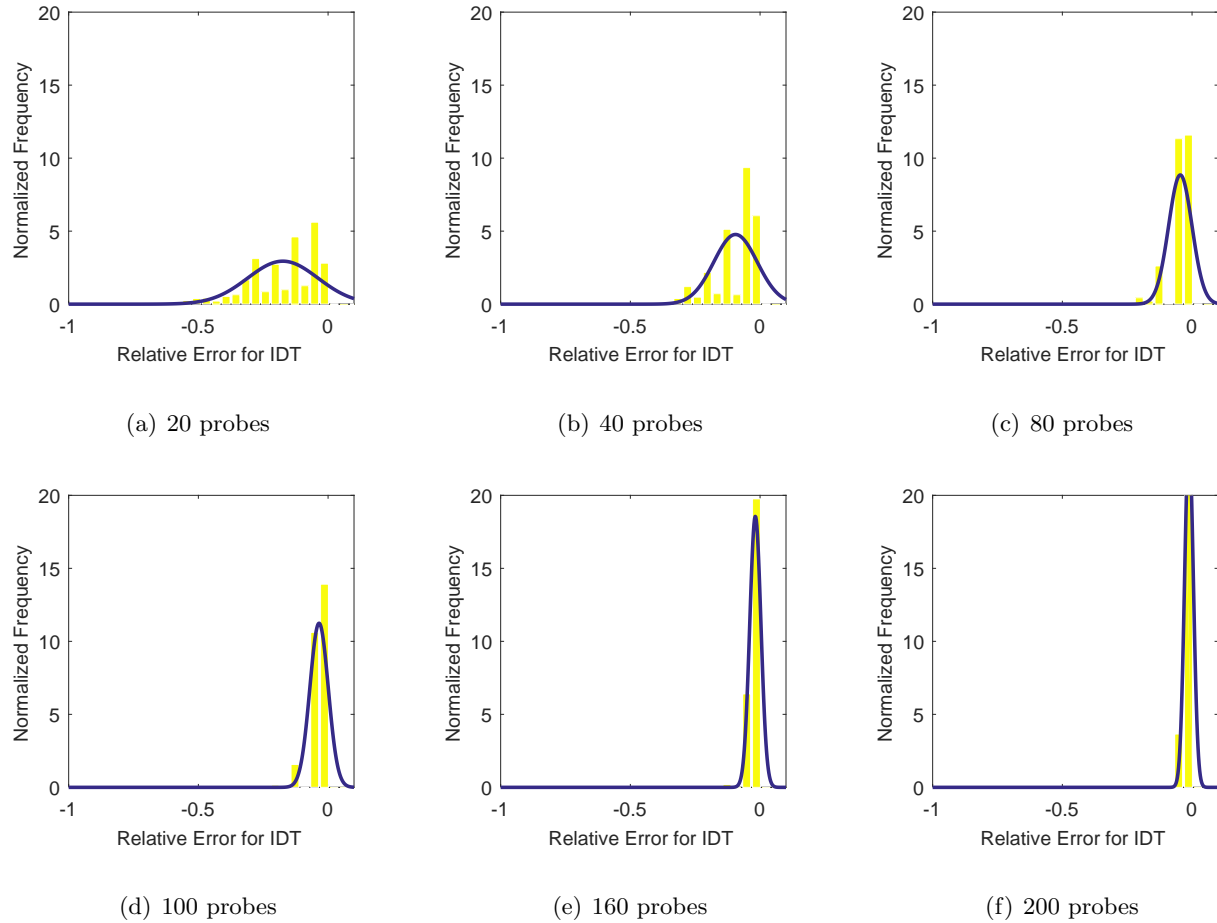 20
15
10
5
0
Normalized Frequency
-1 -0.5 0
Relative Error for IDT
(a) 20 probes
20
15
10
5
0
Normalized Frequency
-1 -0.5 0
Relative Error for IDT
(b) 40 probes
20
15
10
5
0
Normalized Frequency
-1 -0.5 0
Relative Error for IDT
(c) 80 probes
20
15
10
5
0
Normalized Frequency
-1 -0.5 0
Relative Error for IDT
(d) 100 probes
20
15
10
5
0
Normalized Frequency
-1 -0.5 0
Relative Error for IDT
(e) 160 probes
20
15
10
5
0
Normalized Frequency
-1 -0.5 0
Relative Error for IDT
(f) 200 probes